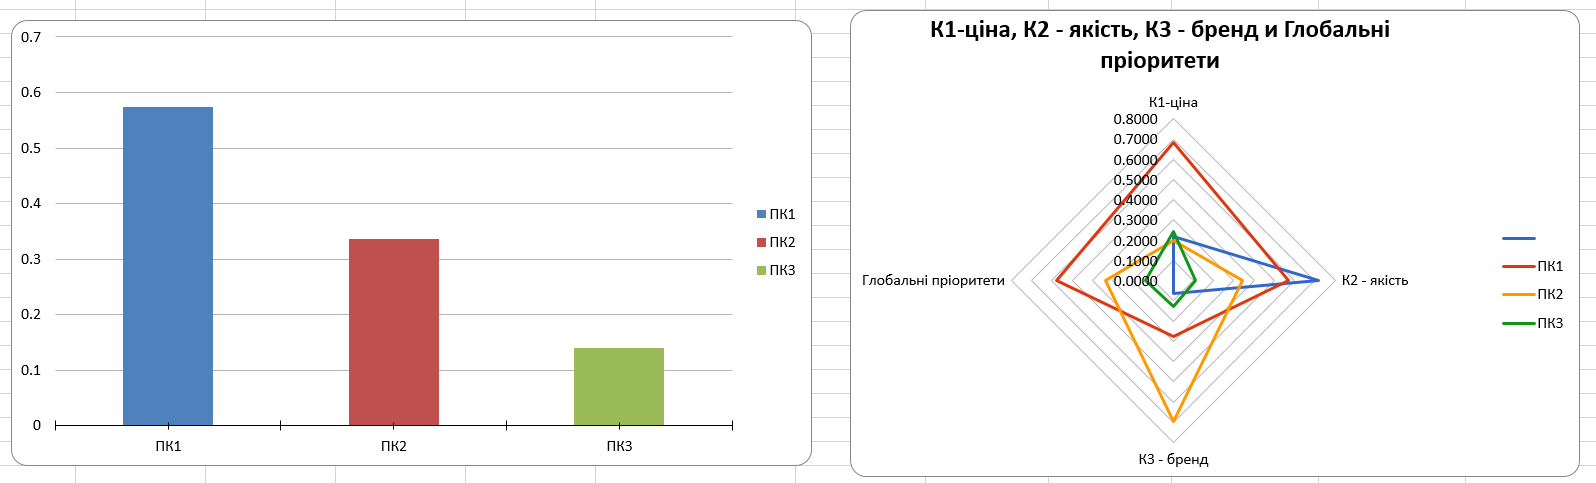 0.7
0.6
0.5
0.4
0.3
0.2
0.1
0
ПК1
ПК2
ПК3
ПК1
ПК2
ПК3
К1-ціна, К2 - якість, К3 - бренд и Глобальні
пріоритети
К1-ціна
0.8000
0.7000
0.6000
0.5000
0.4000
0.3000
0.2000
0.1000
0.0000
Глобальні пріоритети
К2 - якість
К3 - бренд
ПК1
ПК2
ПК3